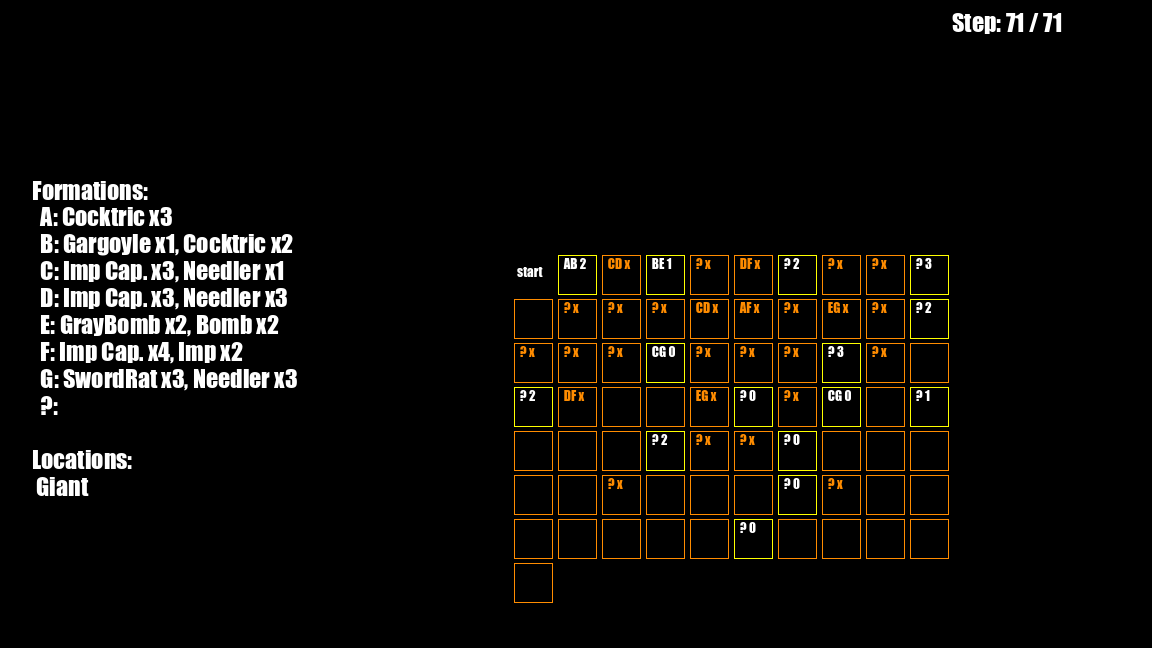 Step: 71 / 71
Formations:
A: Cocktric x3
B: Gargoyle x1, Cocktric x2
C: Imp Cap. x3, Needler x1
D: Imp Cap. x3, Needler x3
E: GrayBomb x2, Bomb x2
F: Imp Cap. x4, Imp x2
G: SwordRat x3, Needler x3
?:
Locations:
Giant
start AB 2 CD x BE 1 ? x DF x ? 2 ? x ? x ? 3
? x ? x ? x CD x AF x ? x EG x ? x ? 2
? x ? x ? x CG 0 ? x ? x ? x ? 3 ? x
? 2 DF x EG x ? 0 ? x CG 0 ? 1
? 2 ? x ? x ? 0
? x ? 0 ? x
? 0